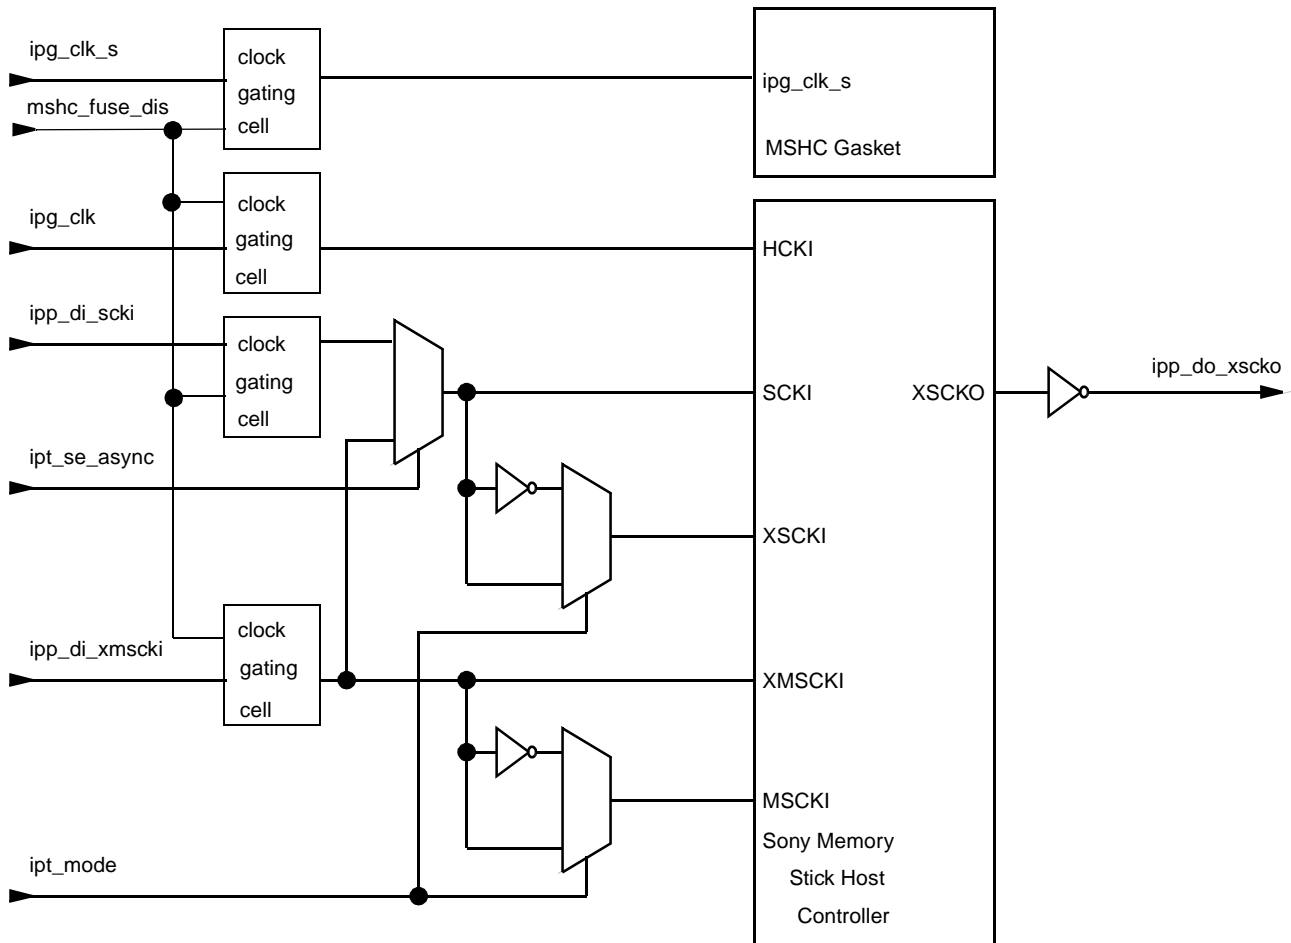 ipg_clk_s
mshc_fuse_dis
clock
gating
cell
ipg_clk_s
MSHC Gasket
ipg_clk
clock
gating
cell
HCKI
ipp_di_scki
clock
gating
cell
SCKI
XSCKO
ipp_do_xscko
ipt_se_async
XSCKI
ipp_di_xmscki
clock
gating
cell
XMSCKI
MSCKI
Sony Memory
Stick Host
Controller
ipt_mode